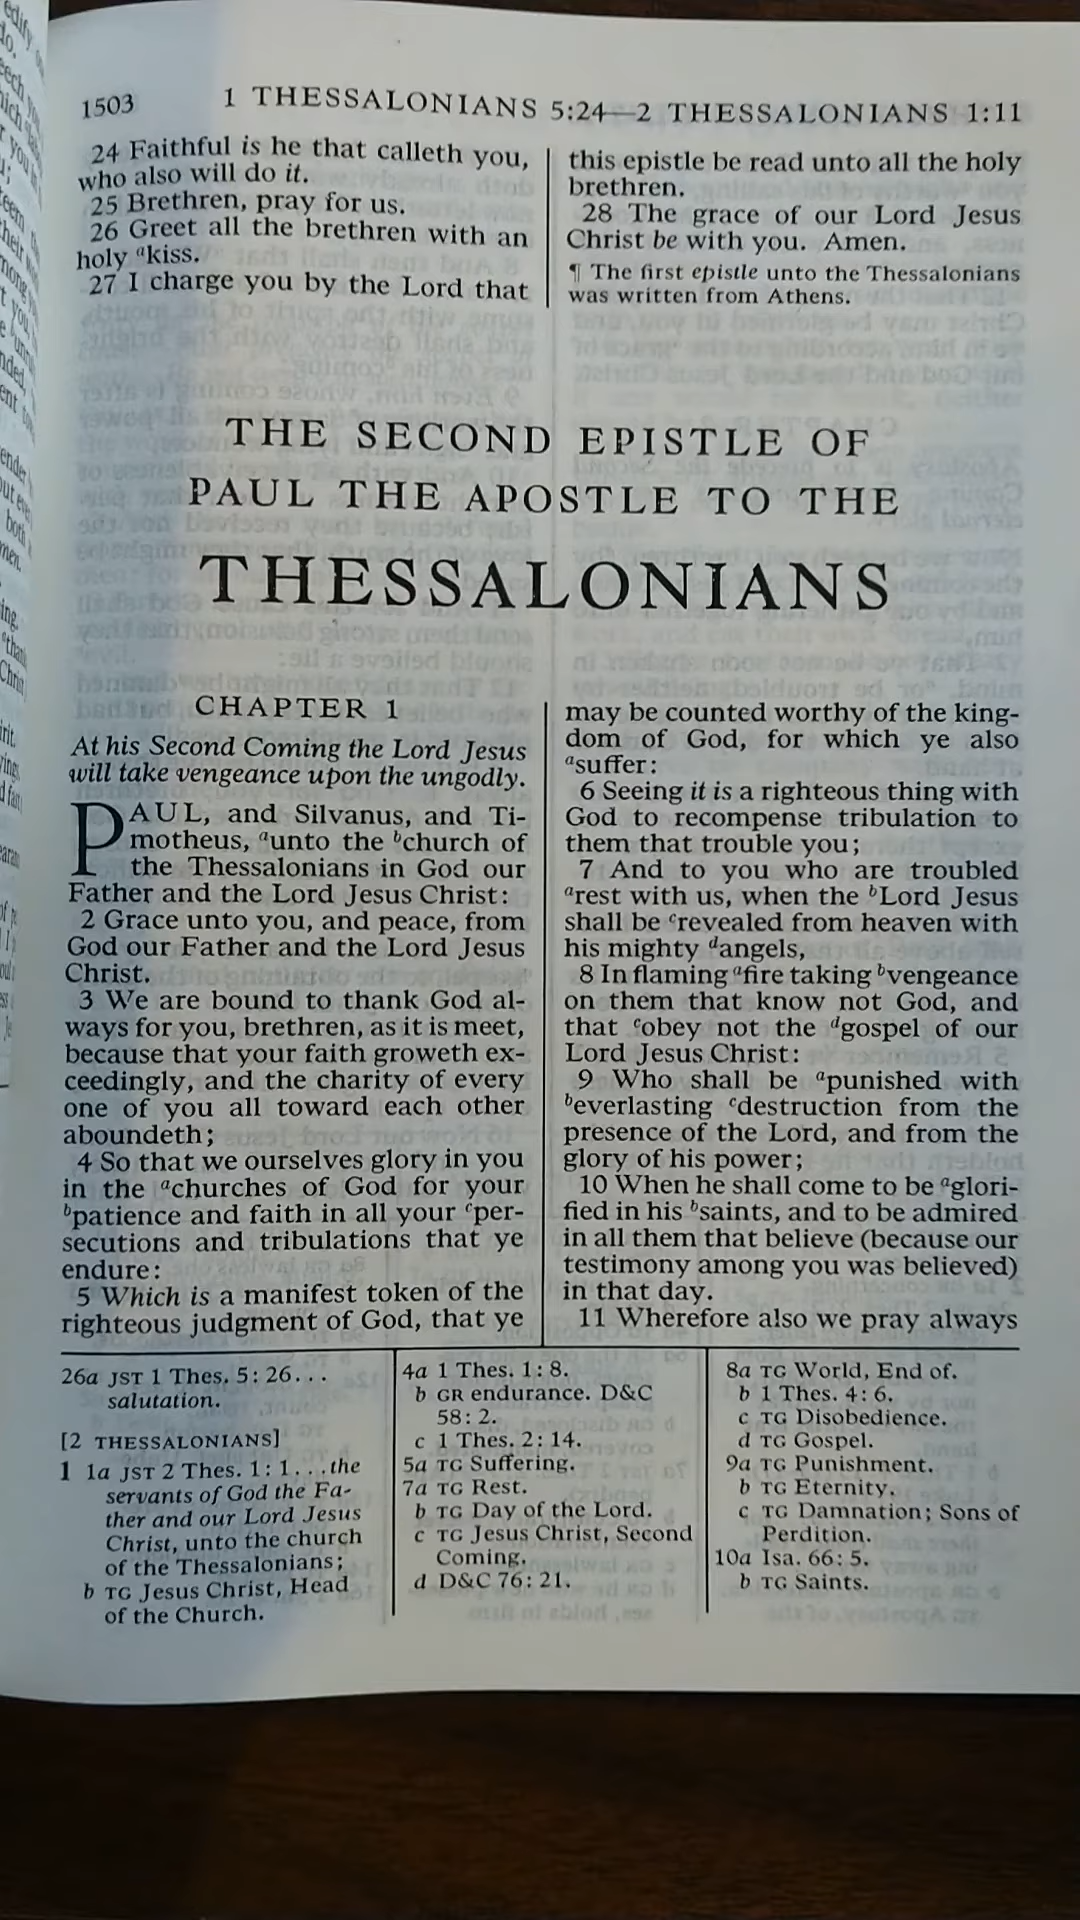 1503 1 THESSALONIANS 5:24—2 THESSALONIANS 1:11
24 Faithful is he that calleth you,
who also will do it.
25 Brethren, pray for us.
26 Greet all the brethren with an
holy ᵃkiss.
27 I charge you by the Lord that
this epistle be read unto all the holy
brethren.
28 The grace of our Lord Jesus
Christ be with you. Amen.
¶ The first epistle unto the Thessalonians
was written from Athens.
THE SECOND EPISTLE OF
PAUL THE APOSTLE TO THE
THESSALONIANS
CHAPTER 1
At his Second Coming the Lord Jesus
will take vengeance upon the ungodly.
PAUL, and Silvanus, and Ti-
motheus, ᵃunto the ᵇchurch of
the Thessalonians in God our
Father and the Lord Jesus Christ:
2 Grace unto you, and peace, from
God our Father and the Lord Jesus
Christ.
3 We are bound to thank God al-
ways for you, brethren, as it is meet,
because that your faith groweth ex-
ceedingly, and the charity of every
one of you all toward each other
aboundeth;
4 So that we ourselves glory in you
in the ᵃchurches of God for your
ᵇpatience and faith in all your ᶜper-
secutions and tribulations that ye
endure:
5 Which is a manifest token of the
righteous judgment of God, that ye
may be counted worthy of the king-
dom of God, for which ye also
ᵃsuffer:
6 Seeing it is a righteous thing with
God to recompense tribulation to
them that trouble you;
7 And to you who are troubled
ᵃrest with us, when the ᵇLord Jesus
shall be ᶜrevealed from heaven with
his mighty ᵈangels,
8 In flaming ᵃfire taking ᵇvengeance
on them that know not God, and
that ᶜobey not the ᵈgospel of our
Lord Jesus Christ:
9 Who shall be ᵃpunished with
ᵇeverlasting ᶜdestruction from the
presence of the Lord, and from the
glory of his power;
10 When he shall come to be ᵃglori-
fied in his ᵇsaints, and to be admired
in all them that believe (because our
testimony among you was believed)
in that day.
11 Wherefore also we pray always
26a JST 1 Thes. 5: 26...
salutation.
[2 THESSALONIANS]
1 1a JST 2 Thes. 1: 1...the
servants of God the Fa-
ther and our Lord Jesus
Christ, unto the church
of the Thessalonians;
b TG Jesus Christ, Head
of the Church.
4a 1 Thes. 1: 8.
b GR endurance. D&C
58: 2.
c 1 Thes. 2: 14.
5a TG Suffering.
7a TG Rest.
b TG Day of the Lord.
c TG Jesus Christ, Second
Coming.
d D&C 76: 21.
8a TG World, End of.
b 1 Thes. 4: 6.
c TG Disobedience.
d TG Gospel.
9a TG Punishment.
b TG Eternity.
c TG Damnation; Sons of
Perdition.
10a Isa. 66: 5.
b TG Saints.